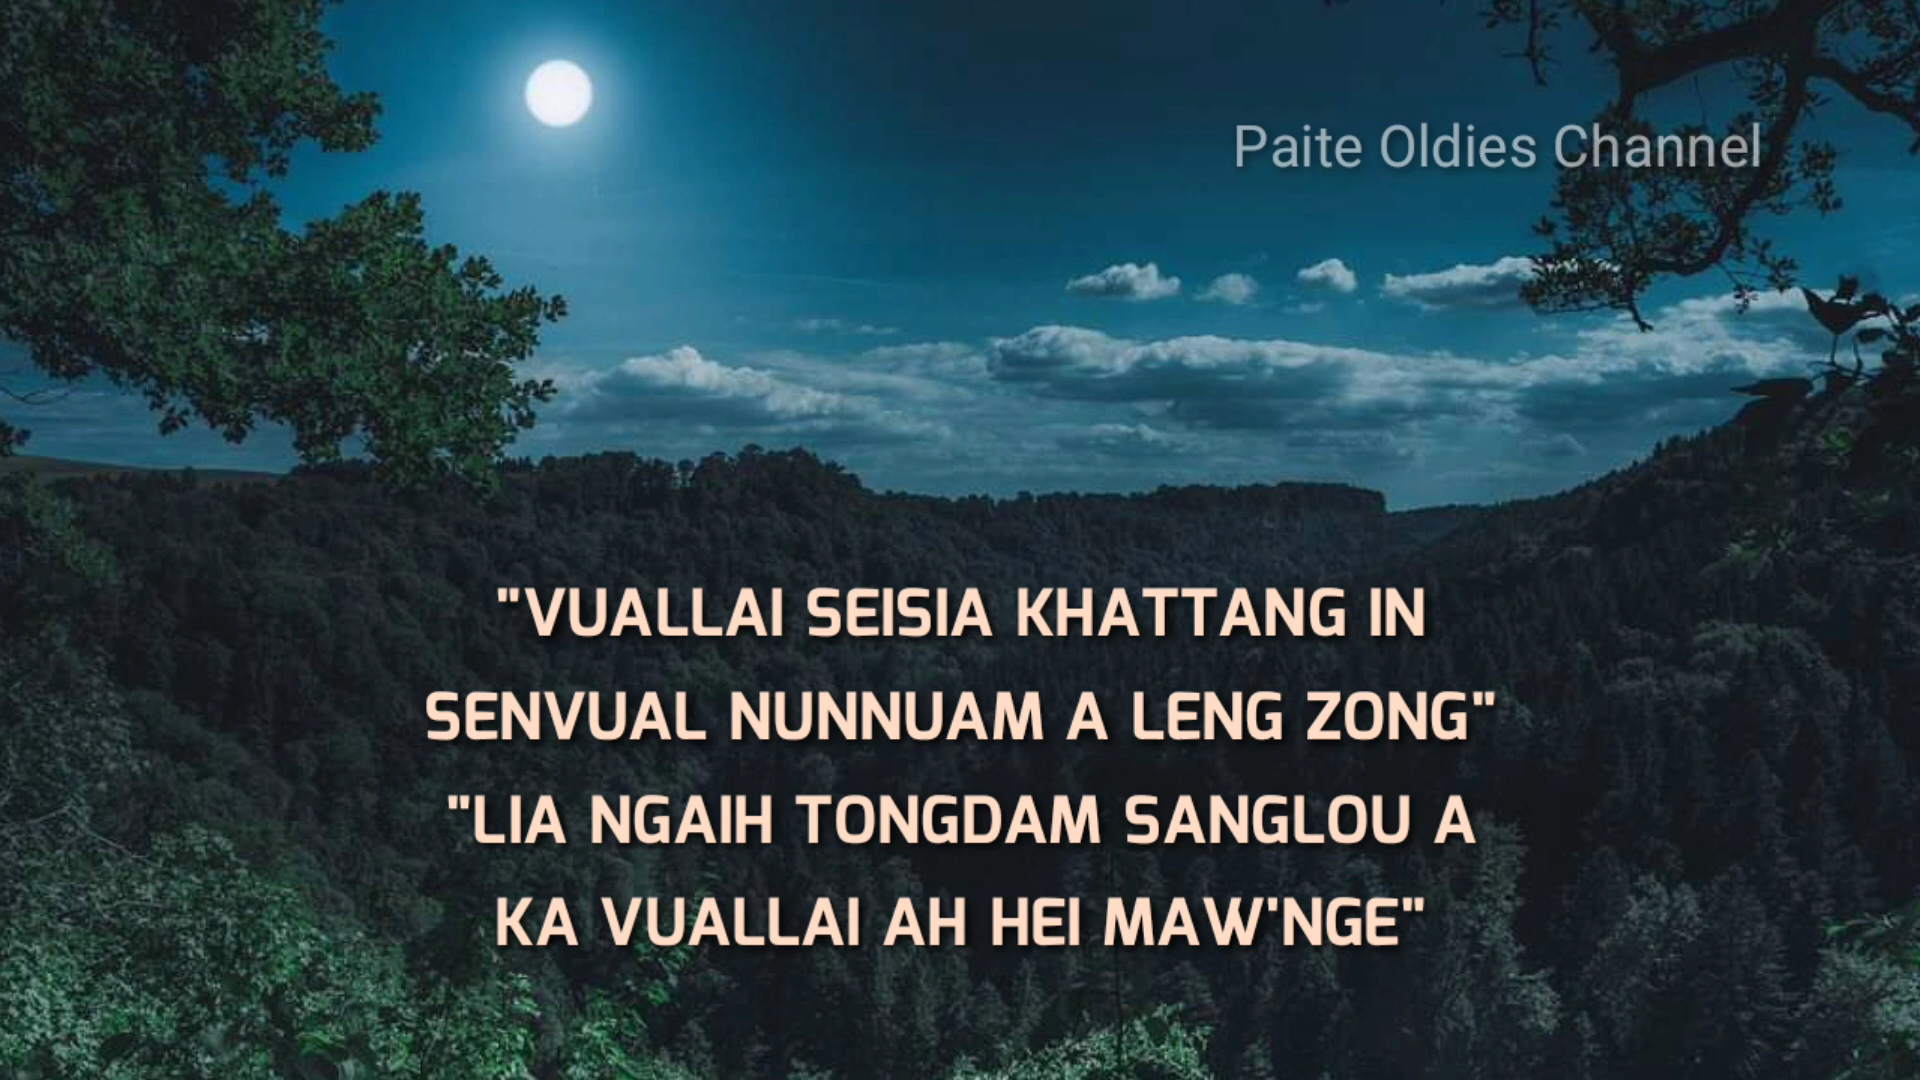 Paite Oldies Channel
"VUALLAI SEISIA KHATTANG IN
SENVUAL NUNNUAM A LENG ZONG"
"LIA NGAIH TONGDAM SANGLOU A
KA VUALLAI AH HEI MAW'NGE"